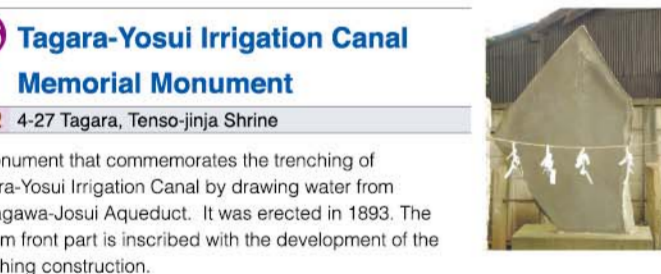 Tagara-Yosui Irrigation Canal
Memorial Monument
4-27 Tagara, Tenso-jinja Shrine
onument that commemorates the trenching of
ra-Yosui Irrigation Canal by drawing water from
agawa-Josui Aqueduct. It was erected in 1893. The
m front part is inscribed with the development of the
hing construction.